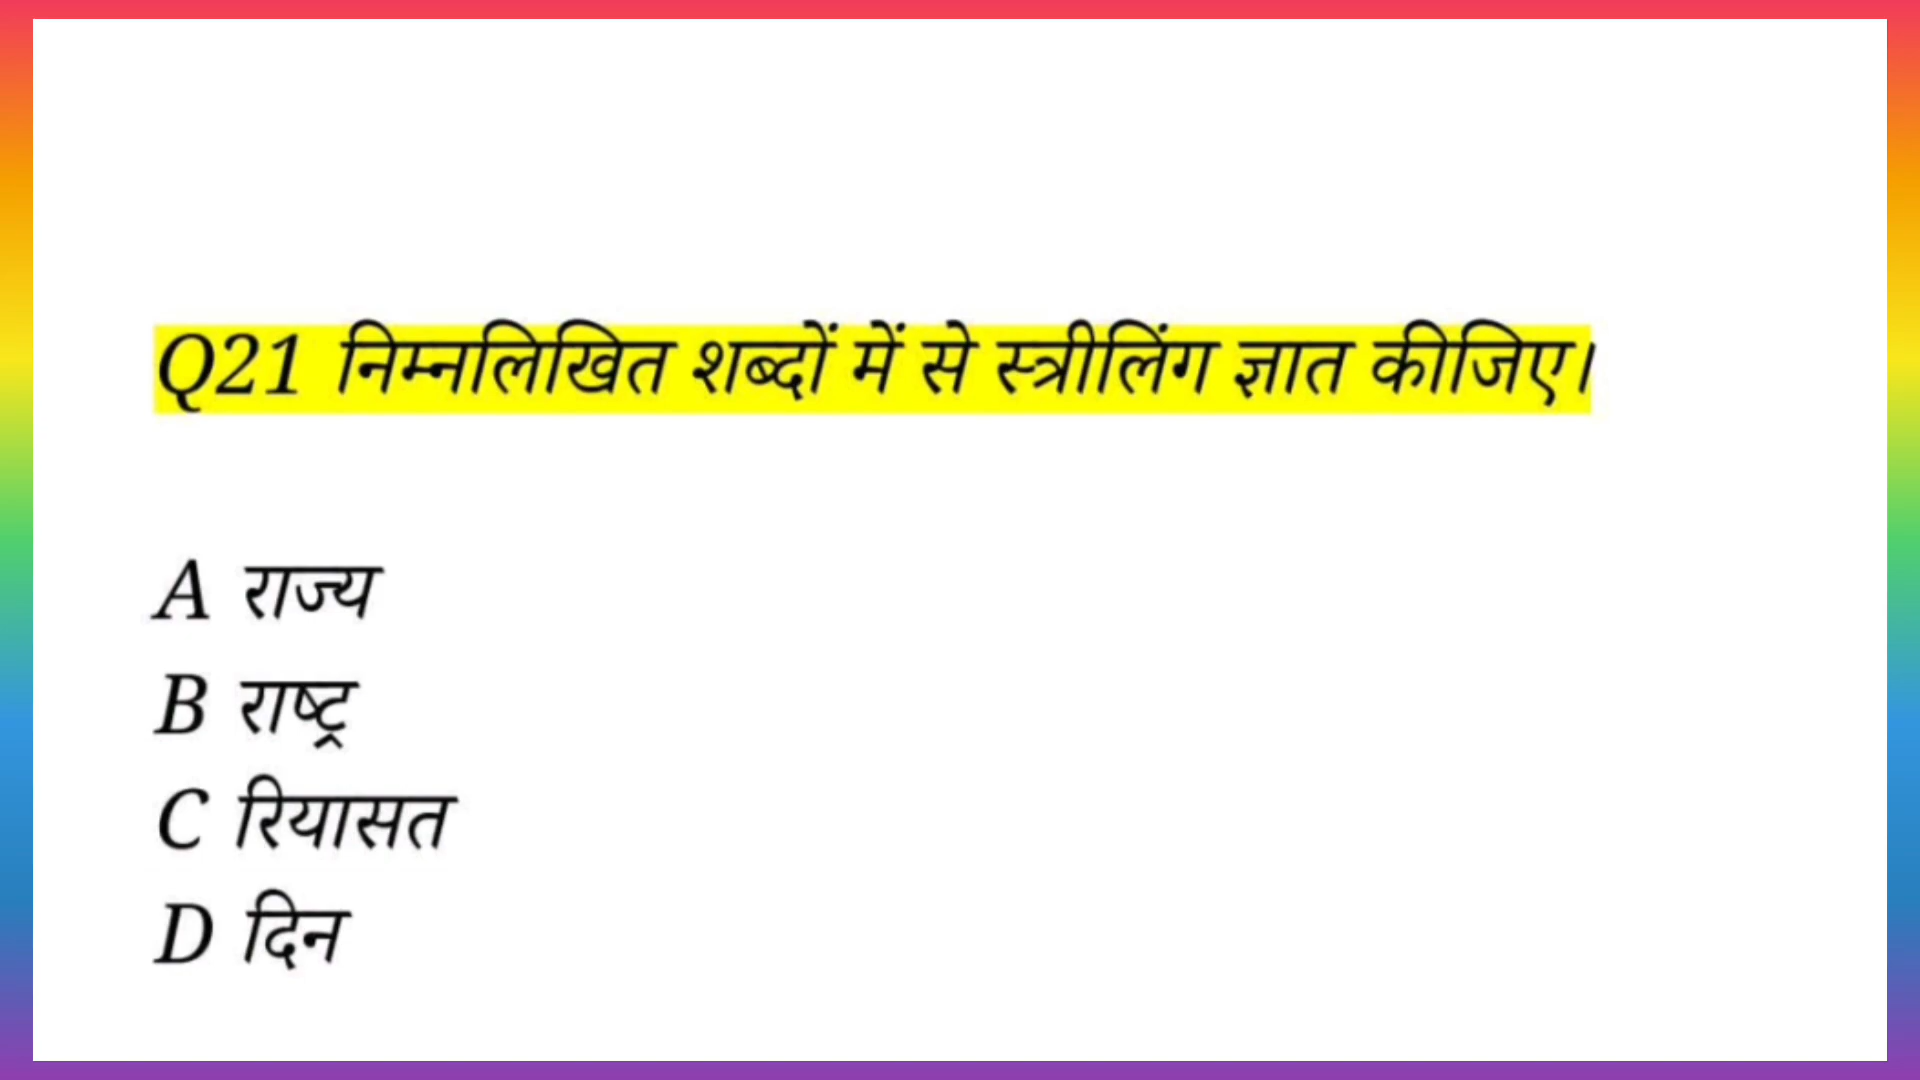 Q21 निम्नलिखित शब्दों में से स्त्रीलिंग ज्ञात कीजिए।
A राज्य
B राष्ट्र
C रियासत
D दिन